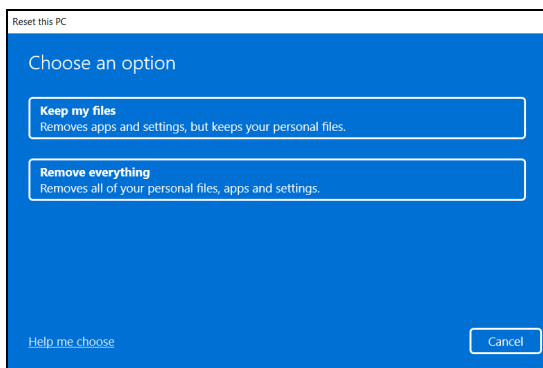 Reset this PC
Choose an option
Keep my files
Removes apps and settings, but keeps your personal files.
Remove everything
Removes all of your personal files, apps and settings.
Help me choose
Cancel